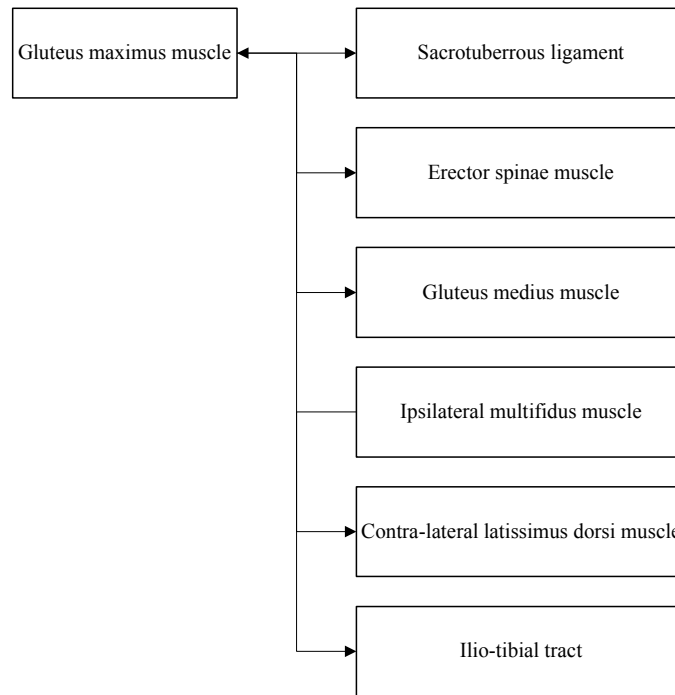 Gluteus maximus muscle
Sacrotuberrous ligament
Erector spinae muscle
Gluteus medius muscle
Ipsilateral multifidus muscle
Contra-lateral latissimus dorsi muscle
Ilio-tibial tract